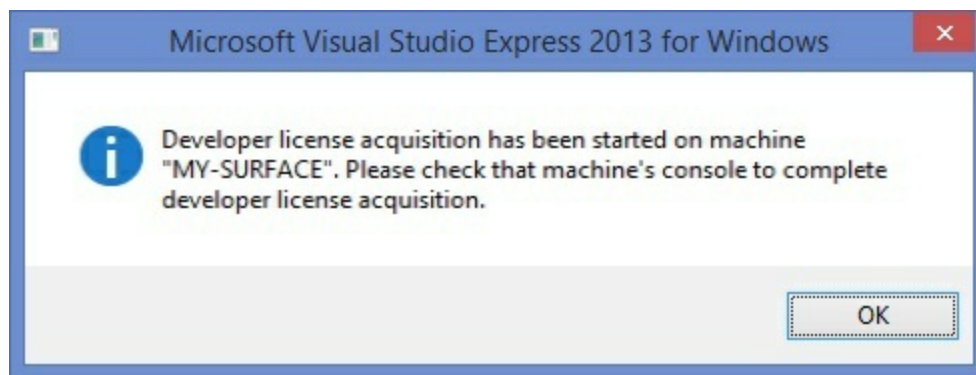 Microsoft Visual Studio Express 2013 for Windows
Developer license acquisition has been started on machine
"MY-SURFACE". Please check that machine's console to complete
developer license acquisition.
OK